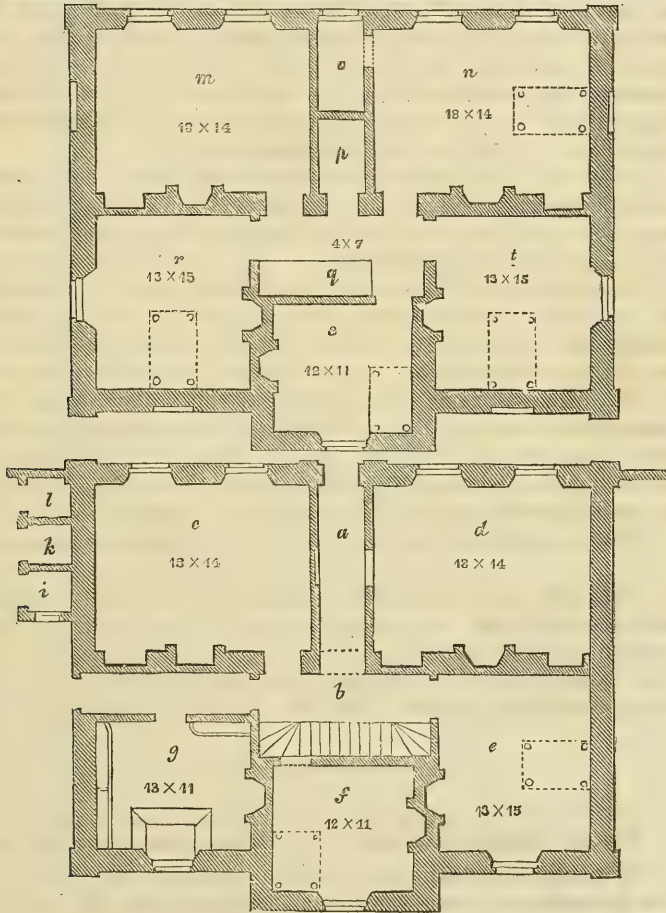 m
o
n
18 × 14
18 × 14
p
r
13 × 15
4 × 7
t
13 × 15
q
s
12 × 11
l
k
i
c
18 × 14
a
d
18 × 14
b
g
13 × 11
f
12 × 11
e
13 × 15